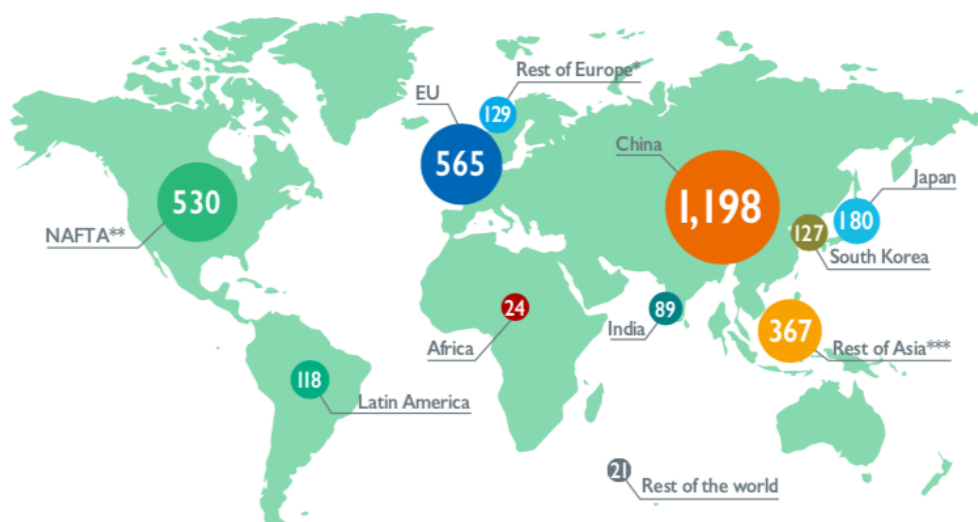 Rest of Europe*
EU
129
China
565
530
1,198
Japan
180
127
NAFTA**
South Korea
24
89
367
India
Africa
Rest of Asia***
118
Latin America
21
Rest of the world